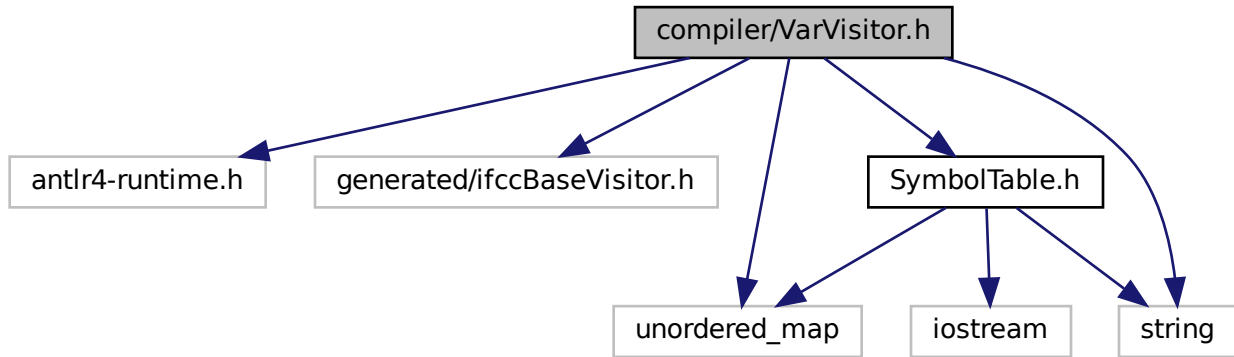 compiler/VarVisitor.h
antlr4-runtime.h
generated/ifccBaseVisitor.h
SymbolTable.h
unordered_map
iostream
string